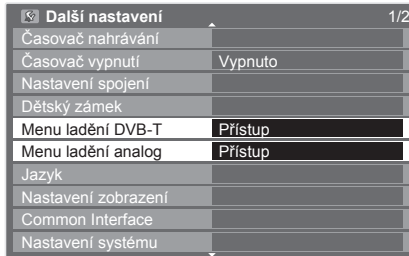 Další nastavení 1/2
Časovač nahrávání
Časovač vypnutí Vypnuto
Nastavení spojení
Dětský zámek
Menu ladění DVB-T Přístup
Menu ladění analog Přístup
Jazyk
Nastavení zobrazení
Common Interface
Nastavení systému